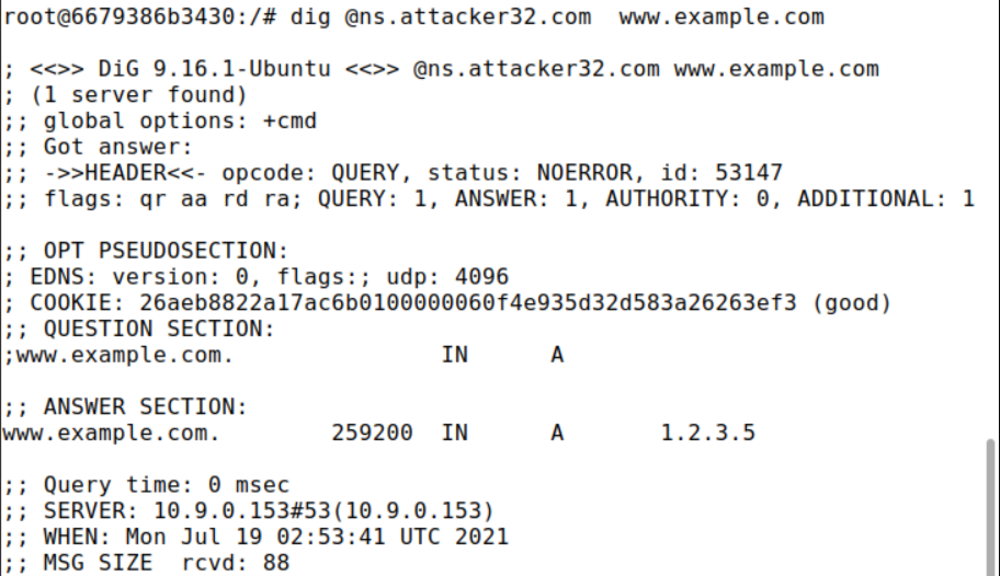 root@6679386b3430:/# dig @ns.attacker32.com  www.example.com
; <<>> DiG 9.16.1-Ubuntu <<>> @ns.attacker32.com www.example.com
; (1 server found)
;; global options: +cmd
;; Got answer:
;; ->>HEADER<<- opcode: QUERY, status: NOERROR, id: 53147
;; flags: qr aa rd ra; QUERY: 1, ANSWER: 1, AUTHORITY: 0, ADDITIONAL: 1
;; OPT PSEUDOSECTION:
; EDNS: version: 0, flags:; udp: 4096
; COOKIE: 26aeb8822a17ac6b0100000060f4e935d32d583a26263ef3 (good)
;; QUESTION SECTION:
;www.example.com.               IN      A
;; ANSWER SECTION:
www.example.com.        259200  IN      A       1.2.3.5
;; Query time: 0 msec
;; SERVER: 10.9.0.153#53(10.9.0.153)
;; WHEN: Mon Jul 19 02:53:41 UTC 2021
;; MSG SIZE  rcvd: 88